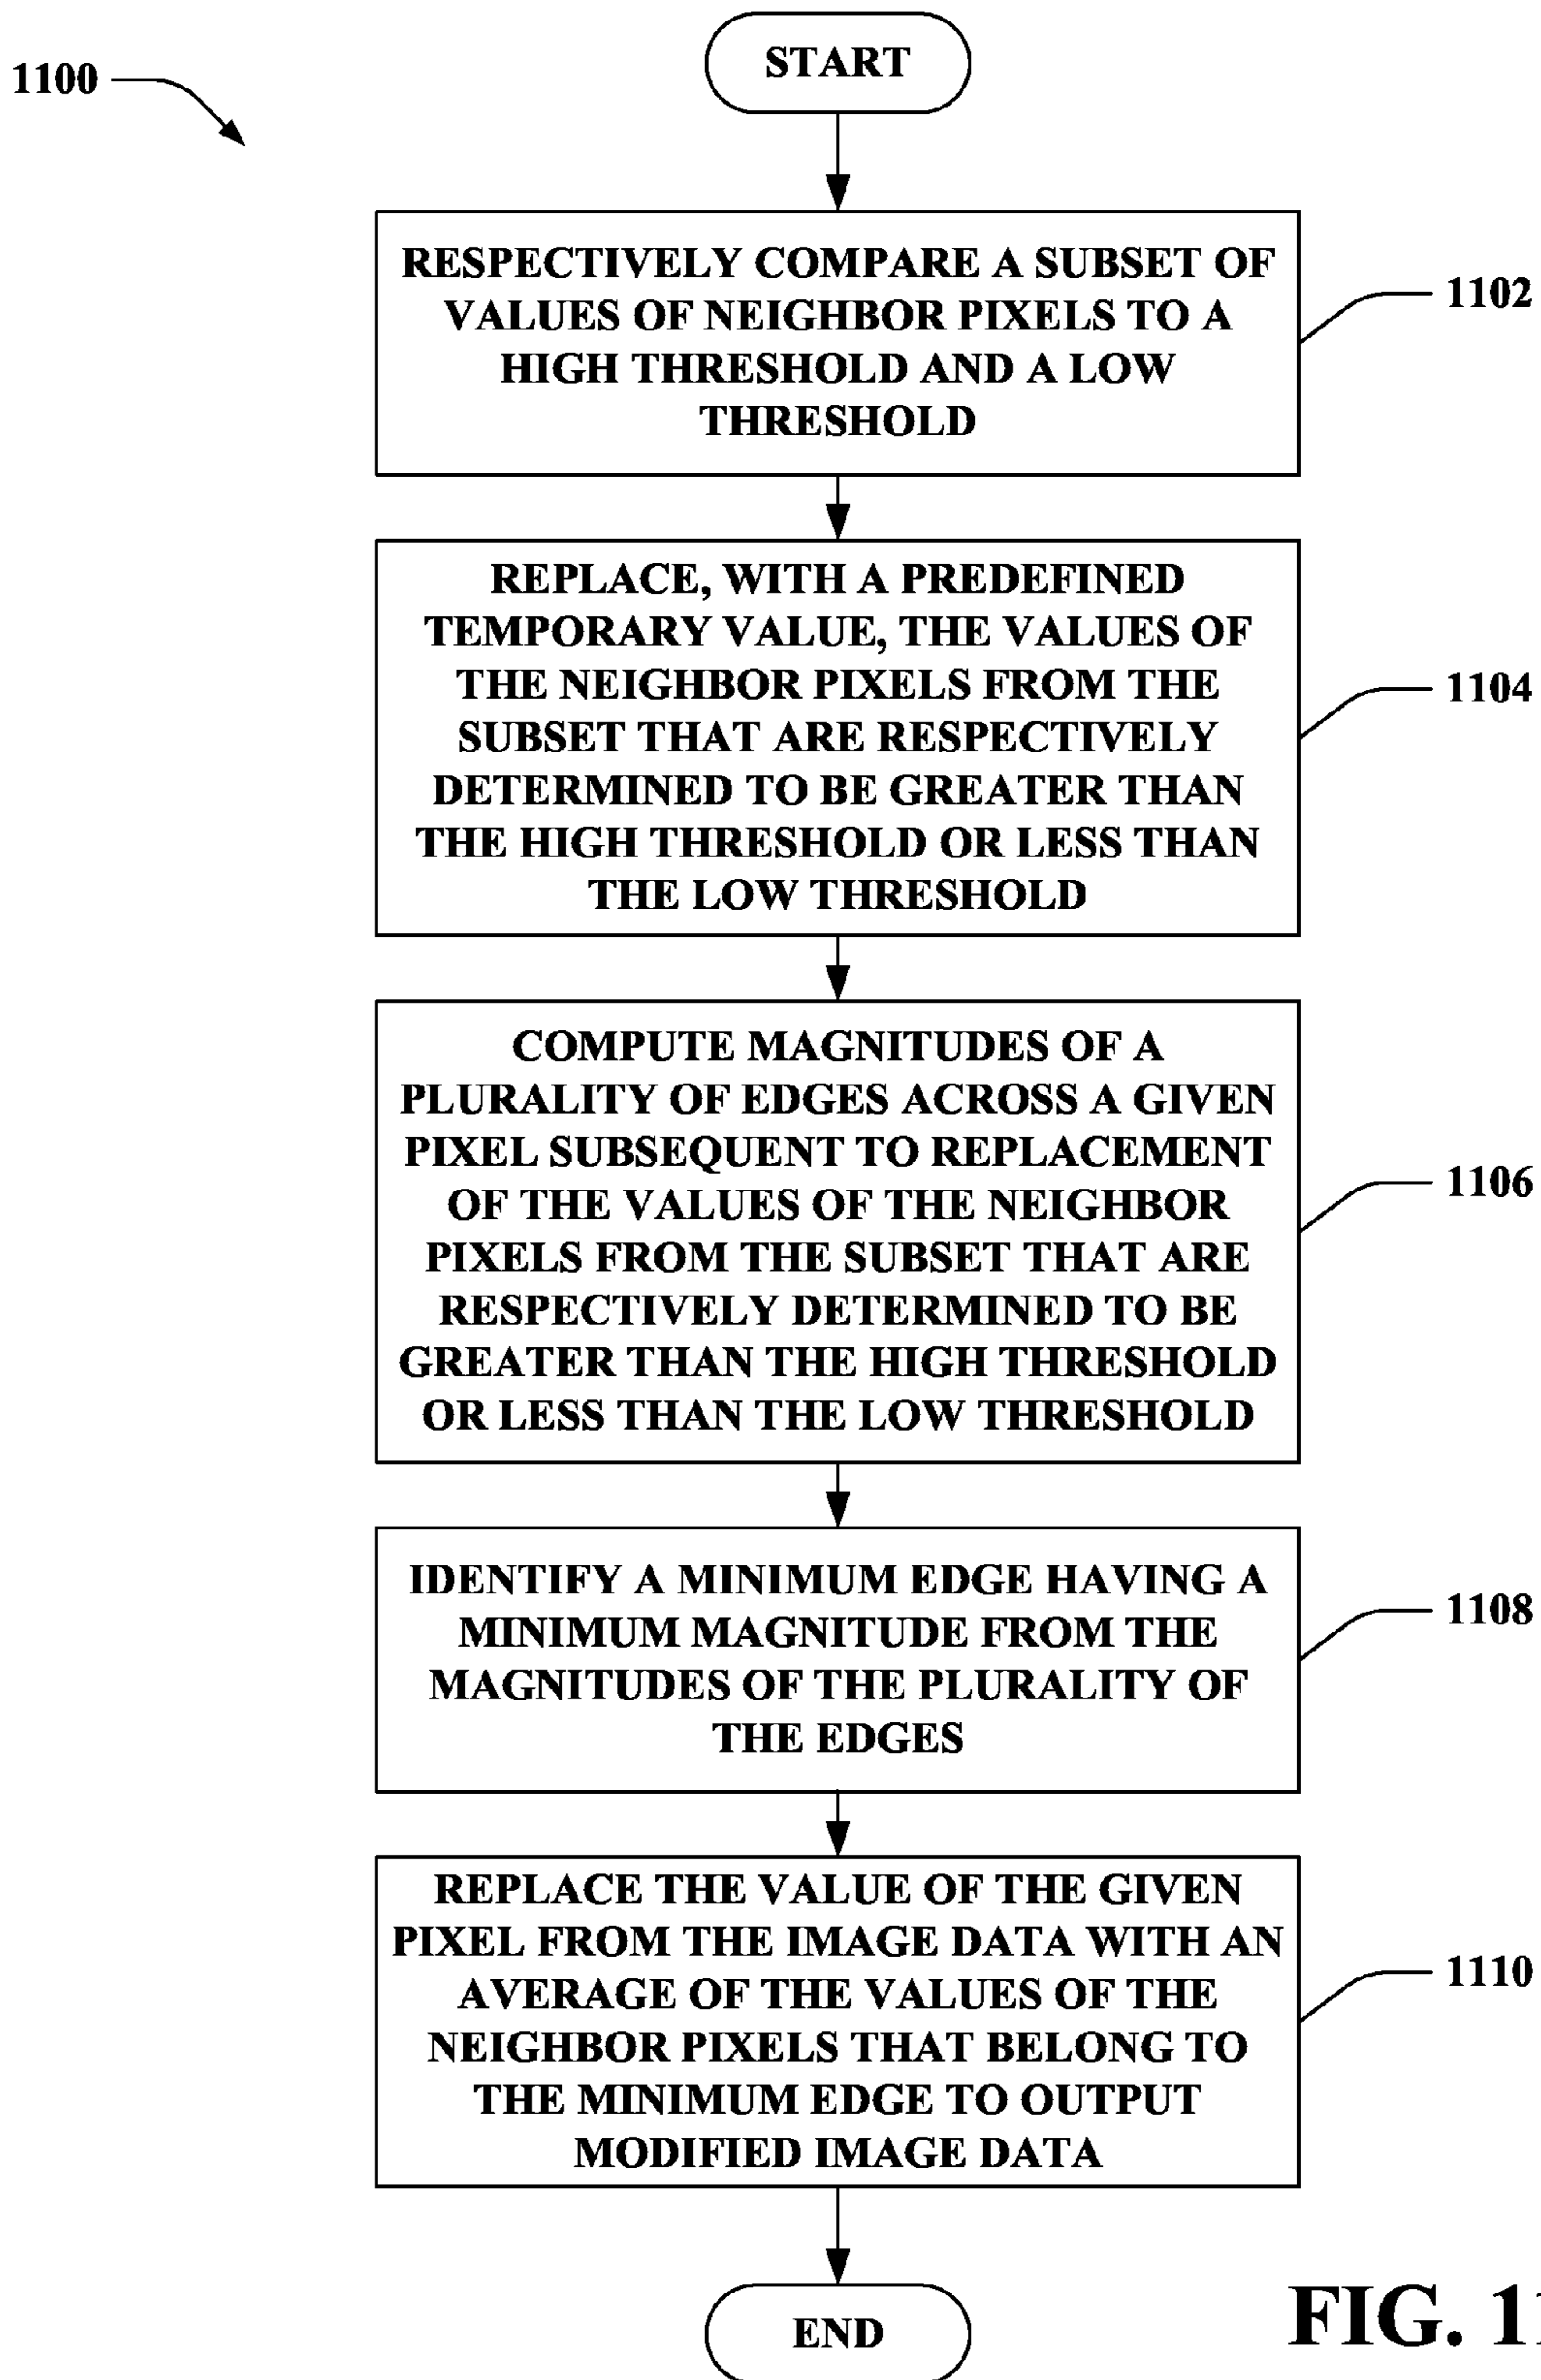 START
1100
RESPECTIVELY COMPARE A SUBSET OF
VALUES OF NEIGHBOR PIXELS TO A
HIGH THRESHOLD AND A LOW
THRESHOLD
1102
REPLACE, WITH A PREDEFINED
TEMPORARY VALUE, THE VALUES OF
THE NEIGHBOR PIXELS FROM THE
SUBSET THAT ARE RESPECTIVELY
DETERMINED TO BE GREATER THAN
THE HIGH THRESHOLD OR LESS THAN
THE LOW THRESHOLD
1104
COMPUTE MAGNITUDES OF A
PLURALITY OF EDGES ACROSS A GIVEN
PIXEL SUBSEQUENT TO REPLACEMENT
OF THE VALUES OF THE NEIGHBOR
PIXELS FROM THE SUBSET THAT ARE
RESPECTIVELY DETERMINED TO BE
GREATER THAN THE HIGH THRESHOLD
OR LESS THAN THE LOW THRESHOLD
1106
IDENTIFY A MINIMUM EDGE HAVING A
MINIMUM MAGNITUDE FROM THE
MAGNITUDES OF THE PLURALITY OF
THE EDGES
1108
REPLACE THE VALUE OF THE GIVEN
PIXEL FROM THE IMAGE DATA WITH AN
AVERAGE OF THE VALUES OF THE
NEIGHBOR PIXELS THAT BELONG TO
THE MINIMUM EDGE TO OUTPUT
MODIFIED IMAGE DATA
1110
END
FIG. 11